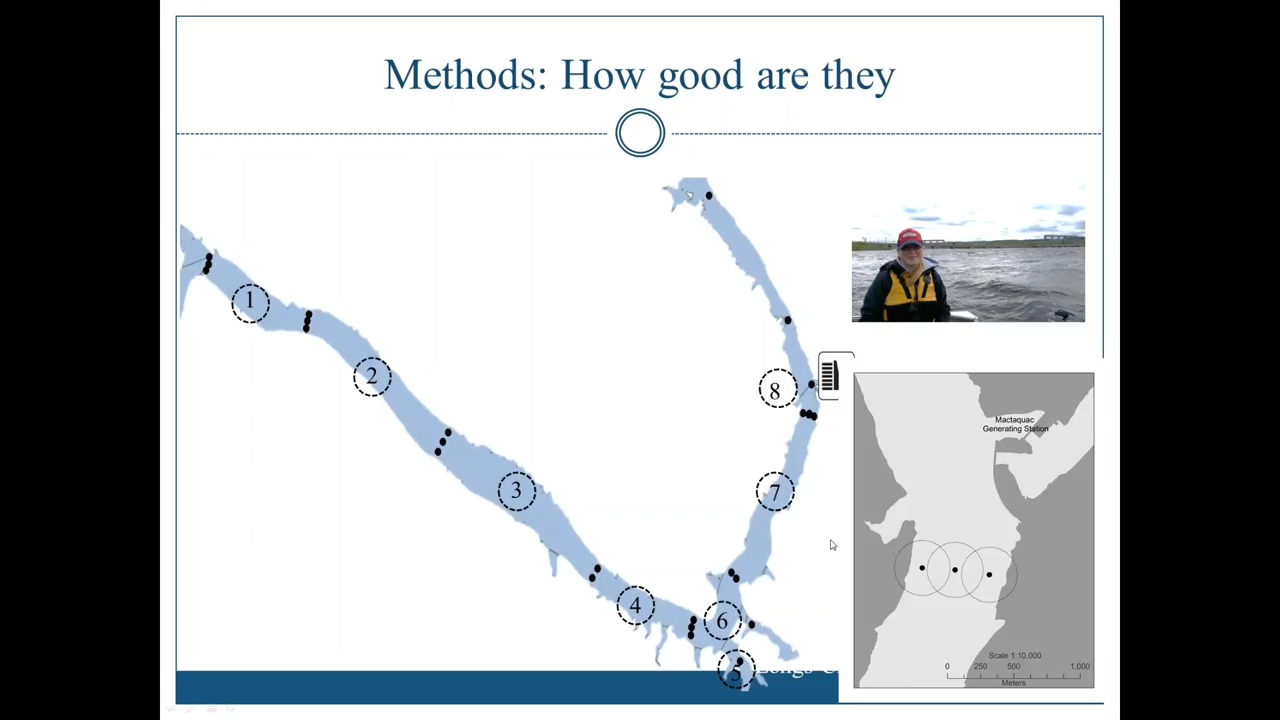 Methods: How good are they
1
2
3
4
5
6
7
8
Longs
Mactaquac
Generating Station
Scale 1:10,000
0 250 500 1,000
Meters